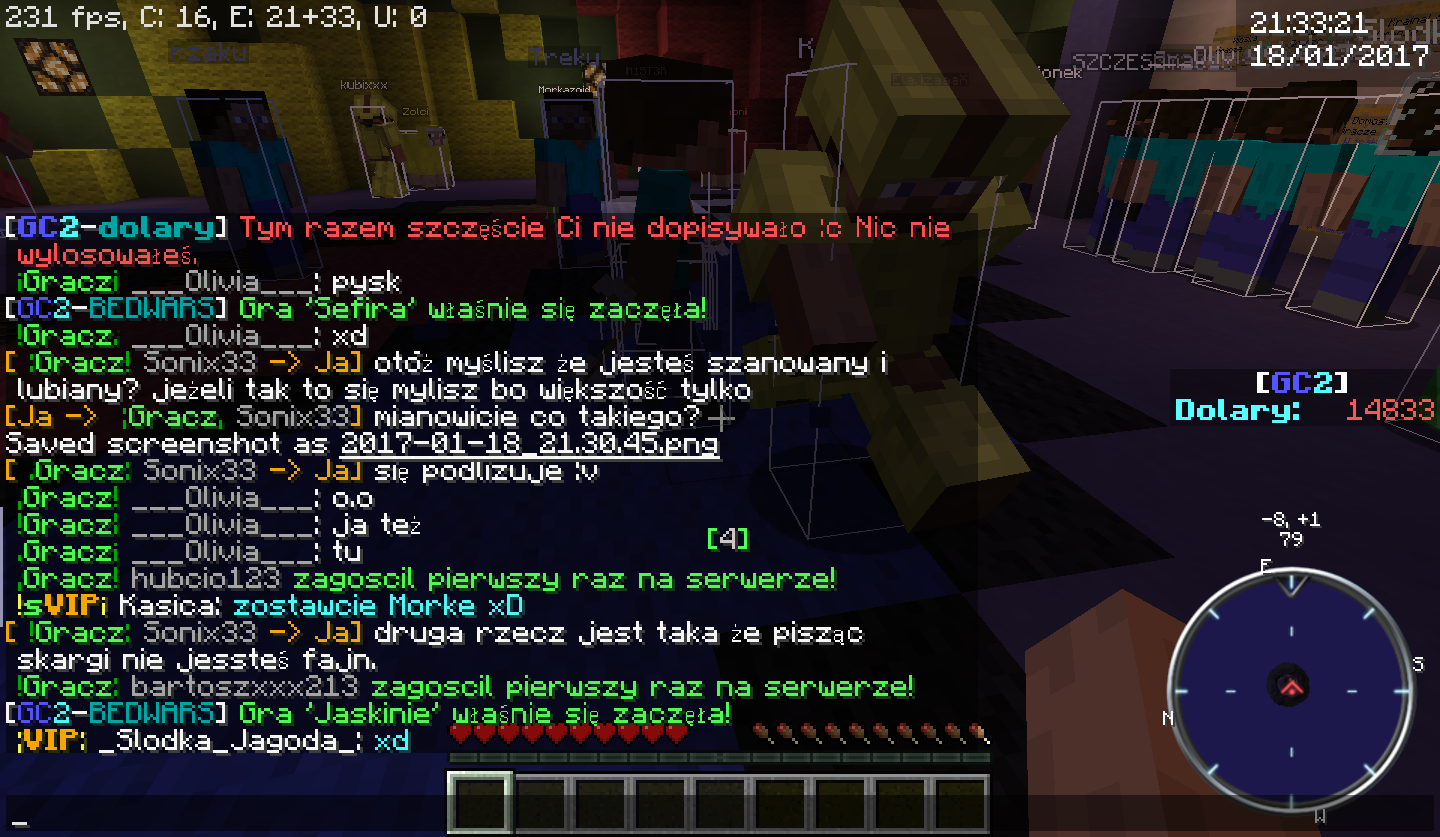 231 fps, C: 16, E: 21+33, U: 0
21:33:21
18/01/2017
rzaku
Treky
K
kubixxx
Morkazoid
Zolci
ionek
[GC2-dolary] Tym razem szczęście Ci nie dopisywało :c Nic nie
wylosowałeś.
¡Gracz¡ ___Olivia___: pysk
[GC2-BEDWARS] Gra 'Sefira' właśnie się zaczęła!
!Gracz. ___Olivia___: xd
[ :Gracz! Sonix33 -> Ja] otóż myślisz że jesteś szanowany i
lubiany? jeżeli tak to się mylisz bo większość tylko
[Ja -> :Gracz, Sonix33] mianowicie co takiego?
Saved screenshot as 2017-01-18_21.30.45.png
[ .Gracz: Sonix33 -> Ja] się podlizuje :v
,Gracz! ___Olivia___: o.o
!Gracz: ___Olivia___: ja też
:Gracz¡ ___Olivia___: tu
,Gracz! hubcio123 zagoscil pierwszy raz na serwerze!
!sVIP¡ Kasica: zostawcie Morke xD
[ !Gracz: Sonix33 -> Ja] druga rzecz jest taka że pisząc
skargi nie jessteś fajn.
!Gracz: bartoszxxx213 zagoscil pierwszy raz na serwerze!
[GC2-BEDWARS] Gra 'Jaskinie' właśnie się zaczęła!
¡VIP: _Slodka_Jagoda_: xd
[4]
[GC2]
Dolary: 14833
-8, +1
79
E
S
N
W
_